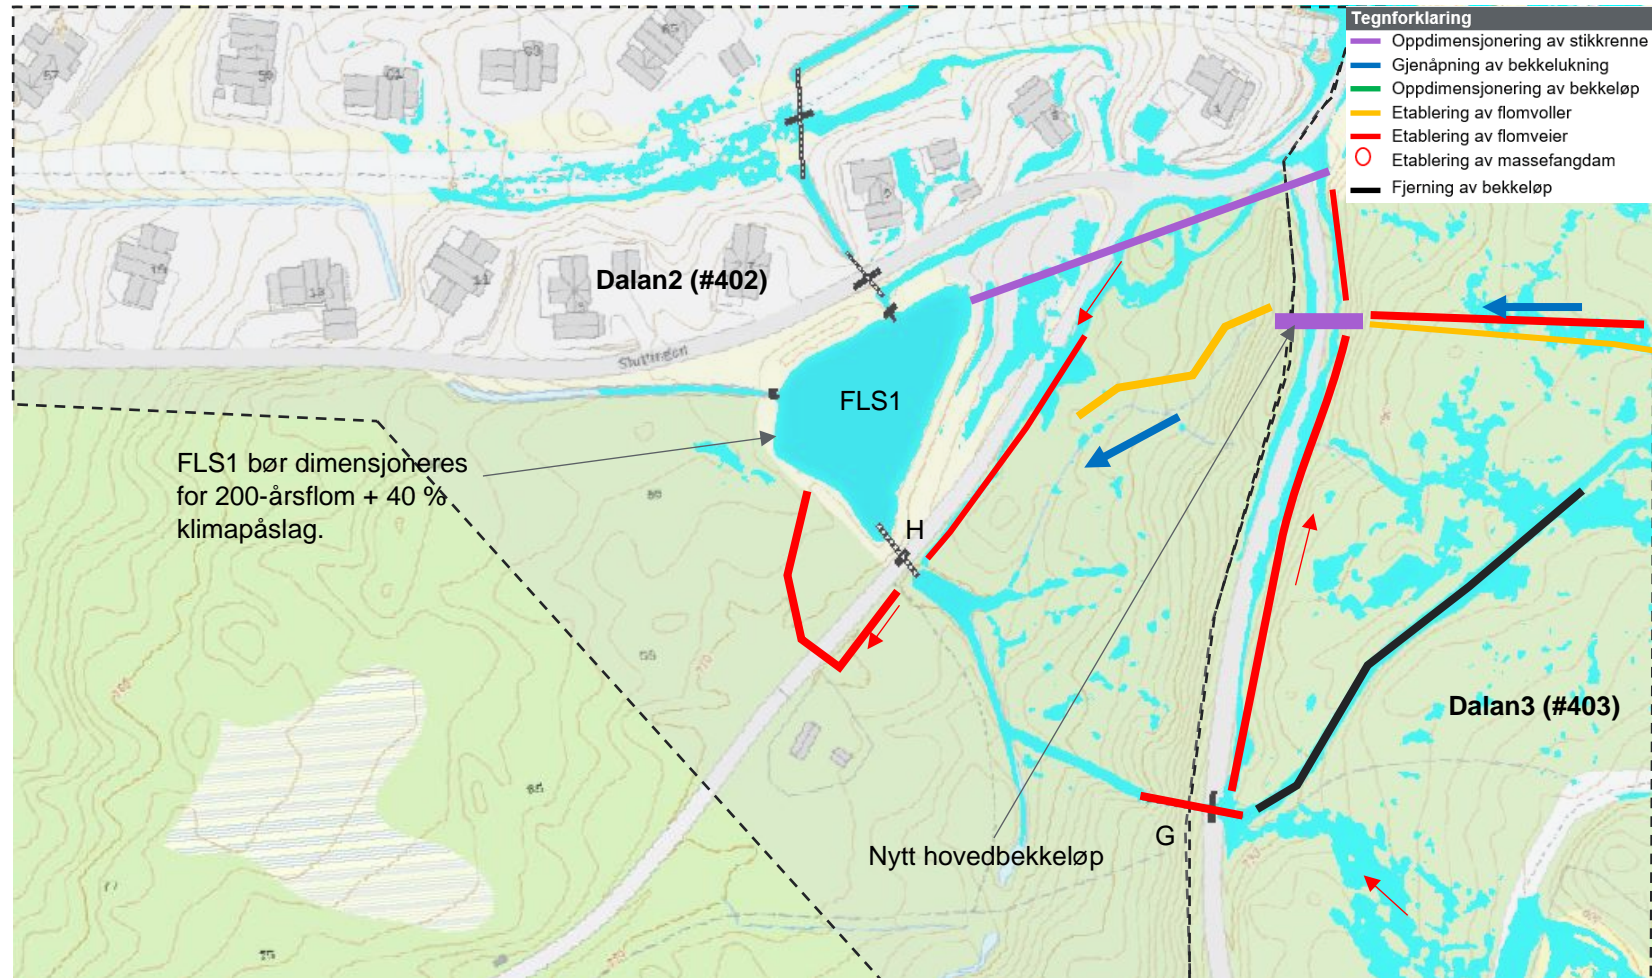 Tegnforklaring
Oppdimensjonering av stikkrenne
Gjenåpning av bekkelukning
Oppdimensjonering av bekkeløp
Etablering av flomvoller
Etablering av flomveier
Etablering av massefangdam
Fjerning av bekkeløp
Dalan2 (#402)
Sluttingen
FLS1
FLS1 bør dimensjoneres
for 200-årsflom + 40 %
klimapåslag.
H
Dalan3 (#403)
G
Nytt hovedbekkeløp